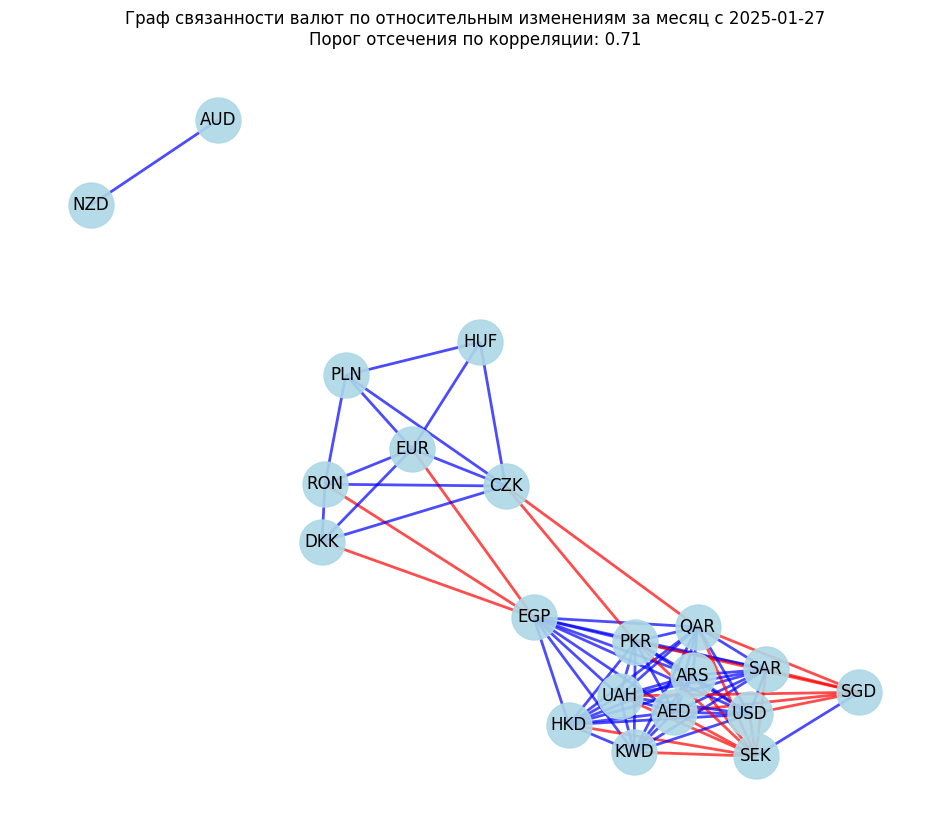 Граф связанности валют по относительным изменениям за месяц с 2025-01-27
Порог отсечения по корреляции: 0.71
AUD
NZD
HUF
PLN
EUR
RON
CZK
DKK
EGP
QAR
PKR
SAR
ARS
SGD
UAH
AED
USD
HKD
KWD
SEK